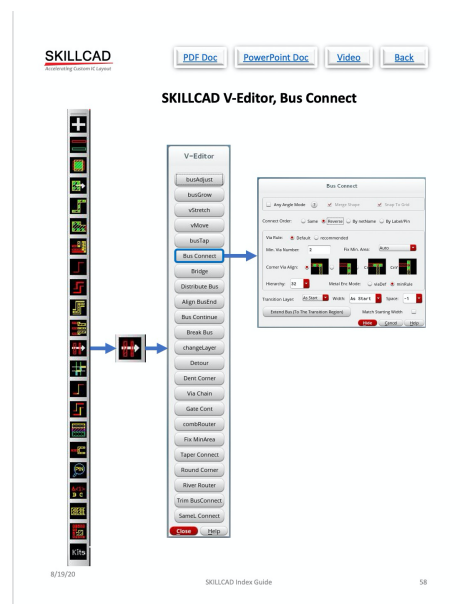 SKILLCAD
Accelerating Custom IC Layout
PDF Doc
PowerPoint Doc
Video
Back
SKILLCAD V-Editor, Bus Connect
V-Editor
busAdjust
busGrow
vStretch
vMove
busTap
Bus Connect
Bridge
Distribute Bus
Align BusEnd
Bus Continue
Break Bus
changeLayer
Detour
Dent Corner
Via Chain
Gate Cont
combRouter
Fix MinArea
Taper Connect
Round Corner
River Router
Trim BusConnect
SameL Connect
Close Help
Bus Connect
Any Angle Mode Merge Shape Snap To Grid
Connect Order: Same Reverse By netName By Label/Pin
Via Rule: Default recommended
Min. Via Number 2 Fix Min. Area: Auto
Corner Via Align:
Hierarchy 32 Metal Enc Mode: viaDef minRule
Transition Layer As Start Width: As Start Space: -1
Extend Bus (To The Transition Region) Match Starting Width
Hide Cancel Help
PIN
Kits
8/19/20
SKILLCAD Index Guide
58